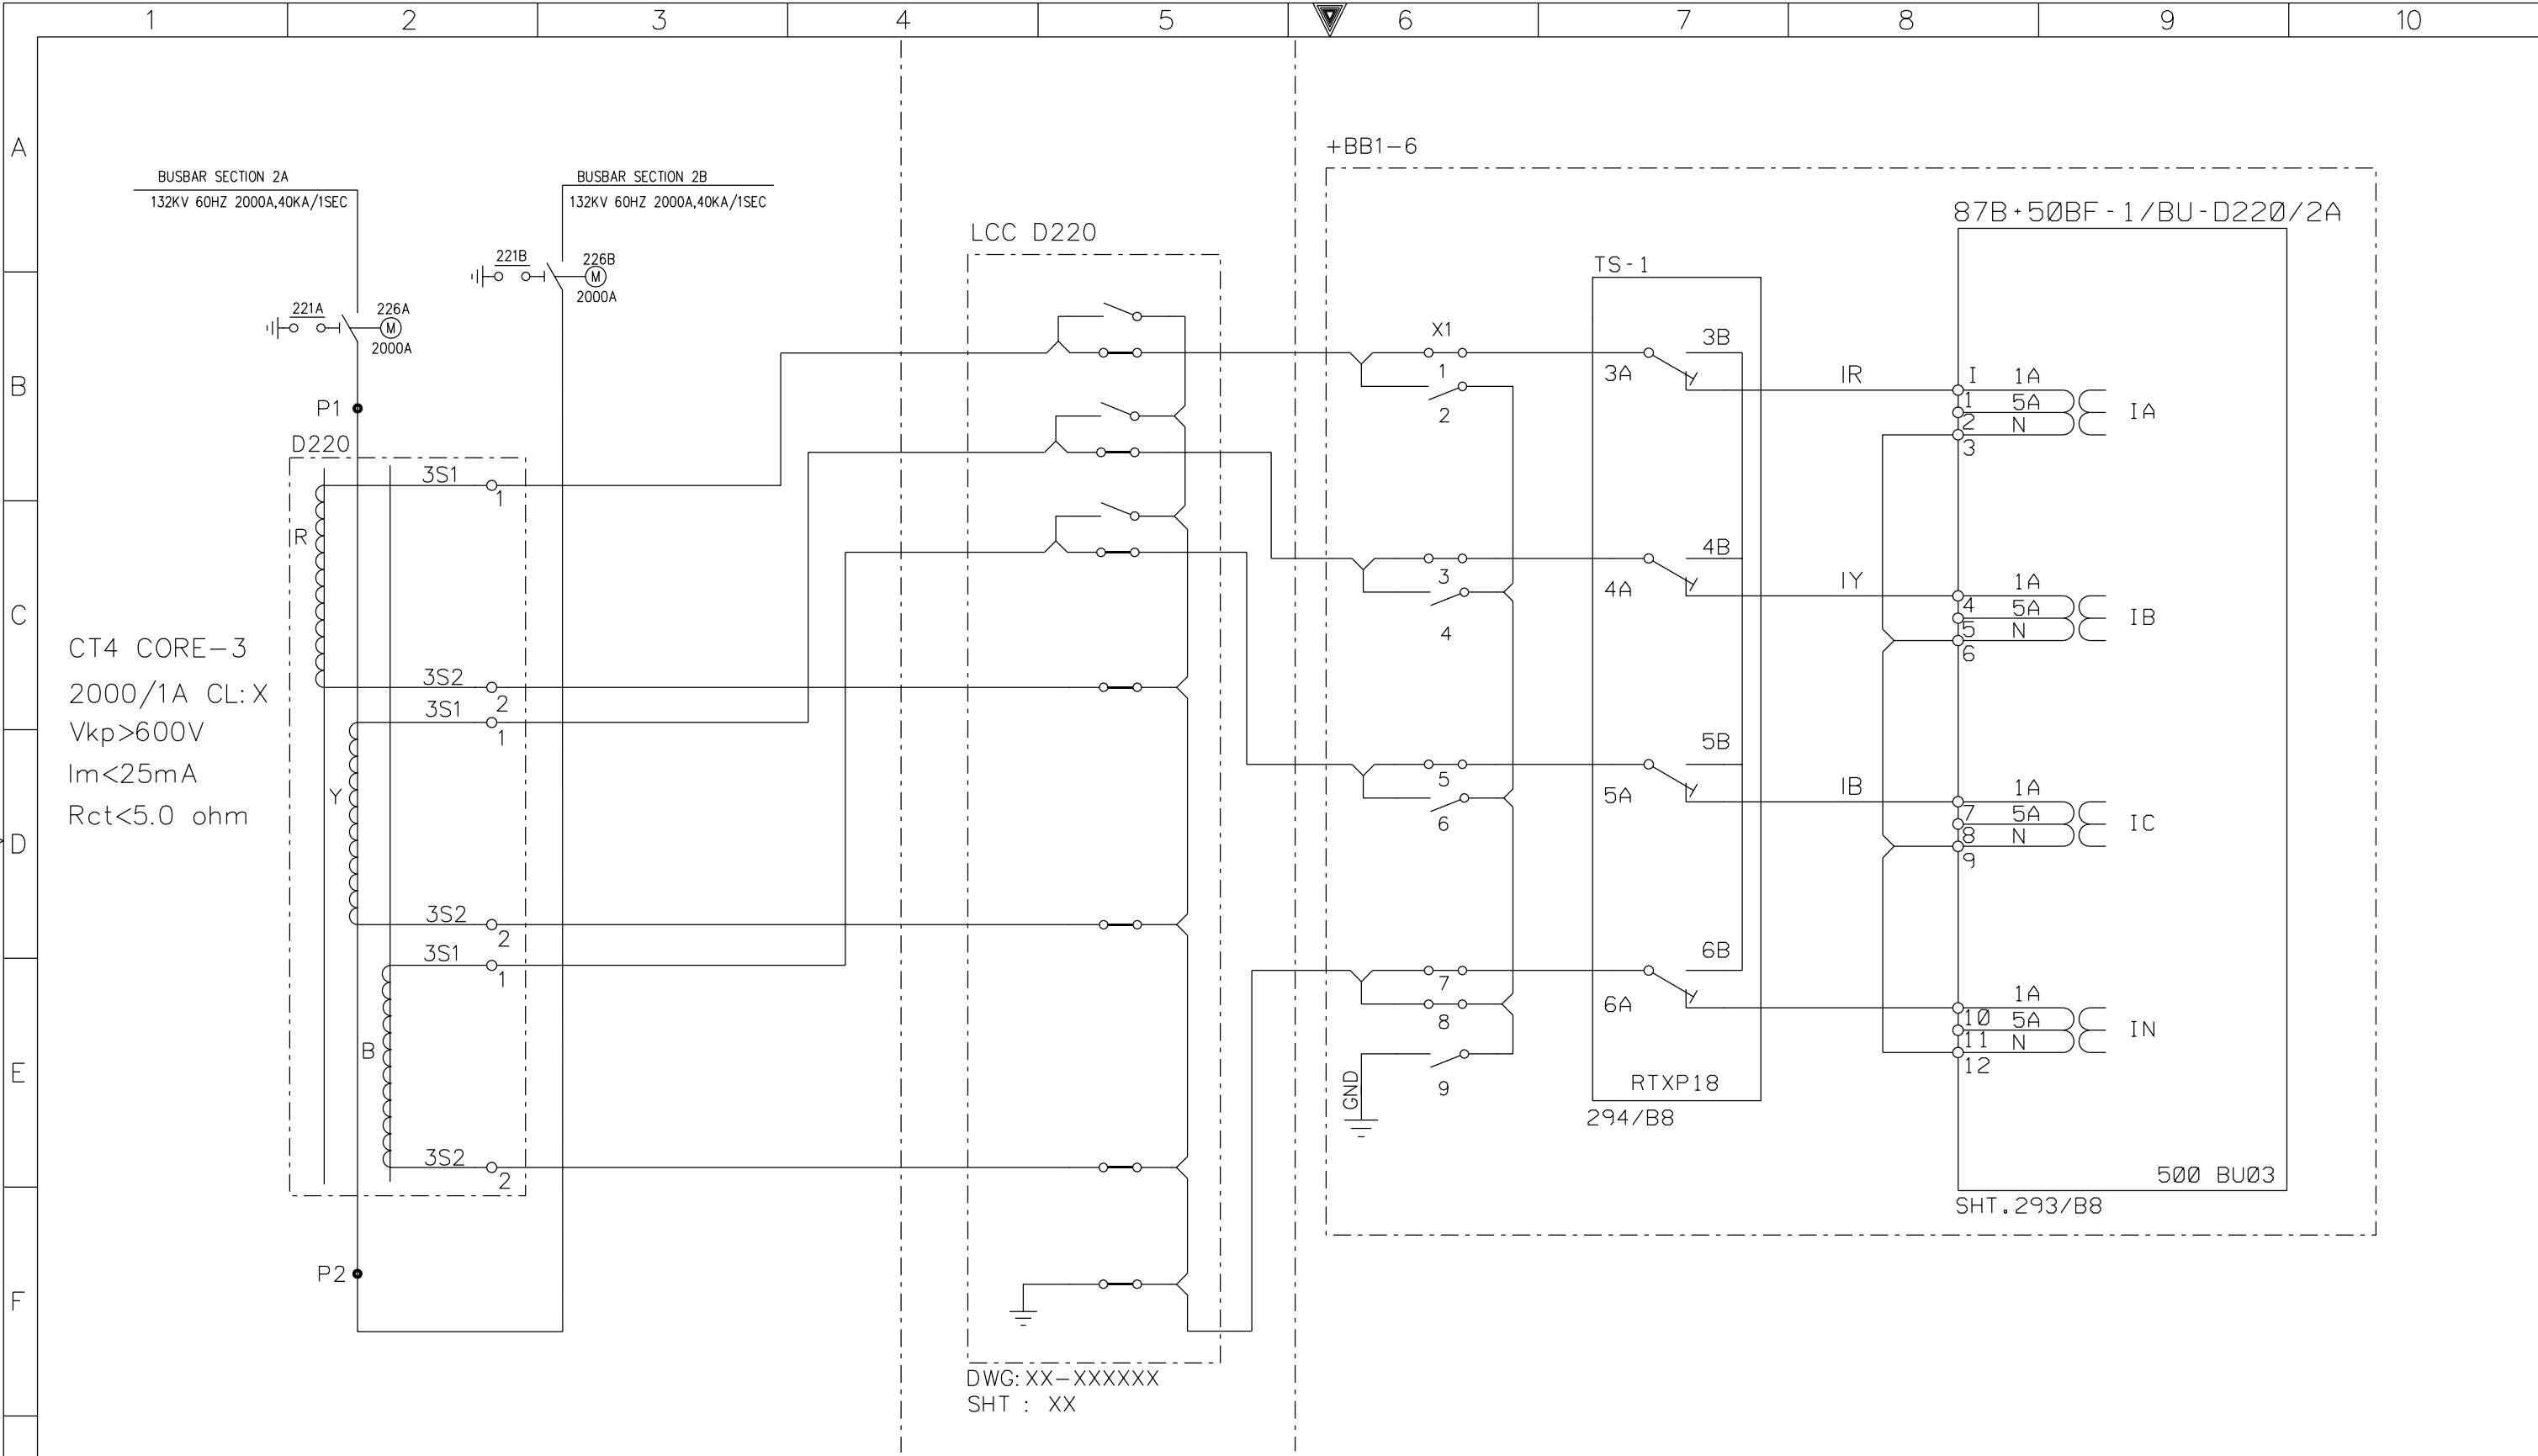 1 2 3 4 5 6 7 8 9 10
A
B
C
D
E
F
BUSBAR SECTION 2A
132KV 60HZ 2000A,40KA/1SEC
BUSBAR SECTION 2B
132KV 60HZ 2000A,40KA/1SEC
221B
226B
M
2000A
221A
226A
M
2000A
P1
D220
3S1
1
R
3S2
2
3S1
1
Y
3S2
2
3S1
1
B
3S2
2
P2
CT4 CORE-3
2000/1A CL:X
Vkp>600V
Im<25mA
Rct<5.0 ohm
LCC D220
DWG:XX-XXXXXX
SHT : XX
+BB1-6
X1
1
2
3
4
5
6
7
8
9
GND
TS-1
3B
3A
4B
4A
5B
5A
6B
6A
RTXP18
294/B8
IR
IY
IB
87B+50BF-1/BU-D220/2A
I 1A
1 5A
2 N
3
IA
1A
4 5A
5 N
6
IB
1A
7 5A
8 N
9
IC
1A
10 5A
11 N
12
IN
500 BU03
SHT.293/B8